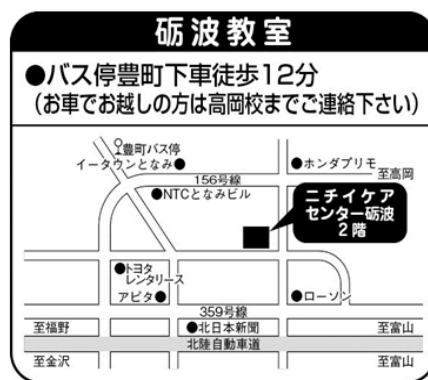 砺波教室
●バス停豊町下車徒歩12分
(お車でお越しの方は高岡校までご連絡下さい)
豊町バス停
イータウンとなみ●
●ホンダプリモ
156号線
至高岡
●NTCとなみビル
ニチイケア
センター砺波
2階
●トヨタ
レンタリース
アピタ●
●ローソン
359号線
至福野
●北日本新聞
至富山
北陸自動車道
至金沢
至富山